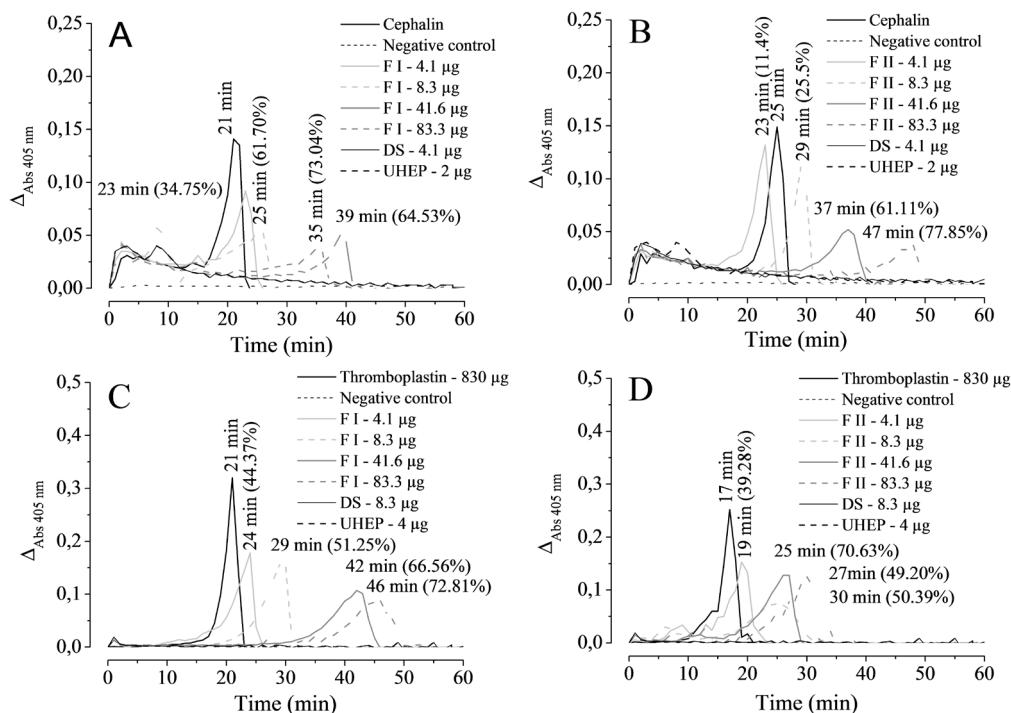 A
0,25
0,20
0,15
0,10
0,05
0,00
Δ Abs 405 nm
Cephalin
Negative control
F I - 4.1 µg
F I - 8.3 µg
F I - 41.6 µg
F I - 83.3 µg
DS - 4.1 µg
UHEP - 2 µg
23 min (34.75%)
21 min
25 min (61.70%)
35 min (73.04%)
39 min (64.53%)
0 10 20 30 40 50 60
Time (min)
B
0,25
0,20
0,15
0,10
0,05
0,00
Δ Abs 405 nm
Cephalin
Negative control
F II - 4.1 µg
F II - 8.3 µg
F II - 41.6 µg
F II - 83.3 µg
DS - 4.1 µg
UHEP - 2 µg
23 min (11.4%)
25 min
29 min (25.5%)
37 min (61.11%)
47 min (77.85%)
0 10 20 30 40 50 60
Time (min)
C
0,5
0,4
0,3
0,2
0,1
0,0
Δ Abs 405 nm
Thromboplastin - 830 µg
Negative control
F I - 4.1 µg
F I - 8.3 µg
F I - 41.6 µg
F I - 83.3 µg
DS - 8.3 µg
UHEP - 4 µg
21 min
24 min (44.37%)
29 min (51.25%)
42 min (66.56%)
46 min (72.81%)
0 10 20 30 40 50 60
Time (min)
D
0,5
0,4
0,3
0,2
0,1
0,0
Δ Abs 405 nm
Thromboplastin - 830 µg
Negative control
F II - 4.1 µg
F II - 8.3 µg
F II - 41.6 µg
F II - 83.3 µg
DS - 8.3 µg
UHEP - 4 µg
17 min
19 min (39.28%)
25 min (70.63%)
27min (49.20%)
30 min (50.39%)
0 10 20 30 40 50 60
Time (min)